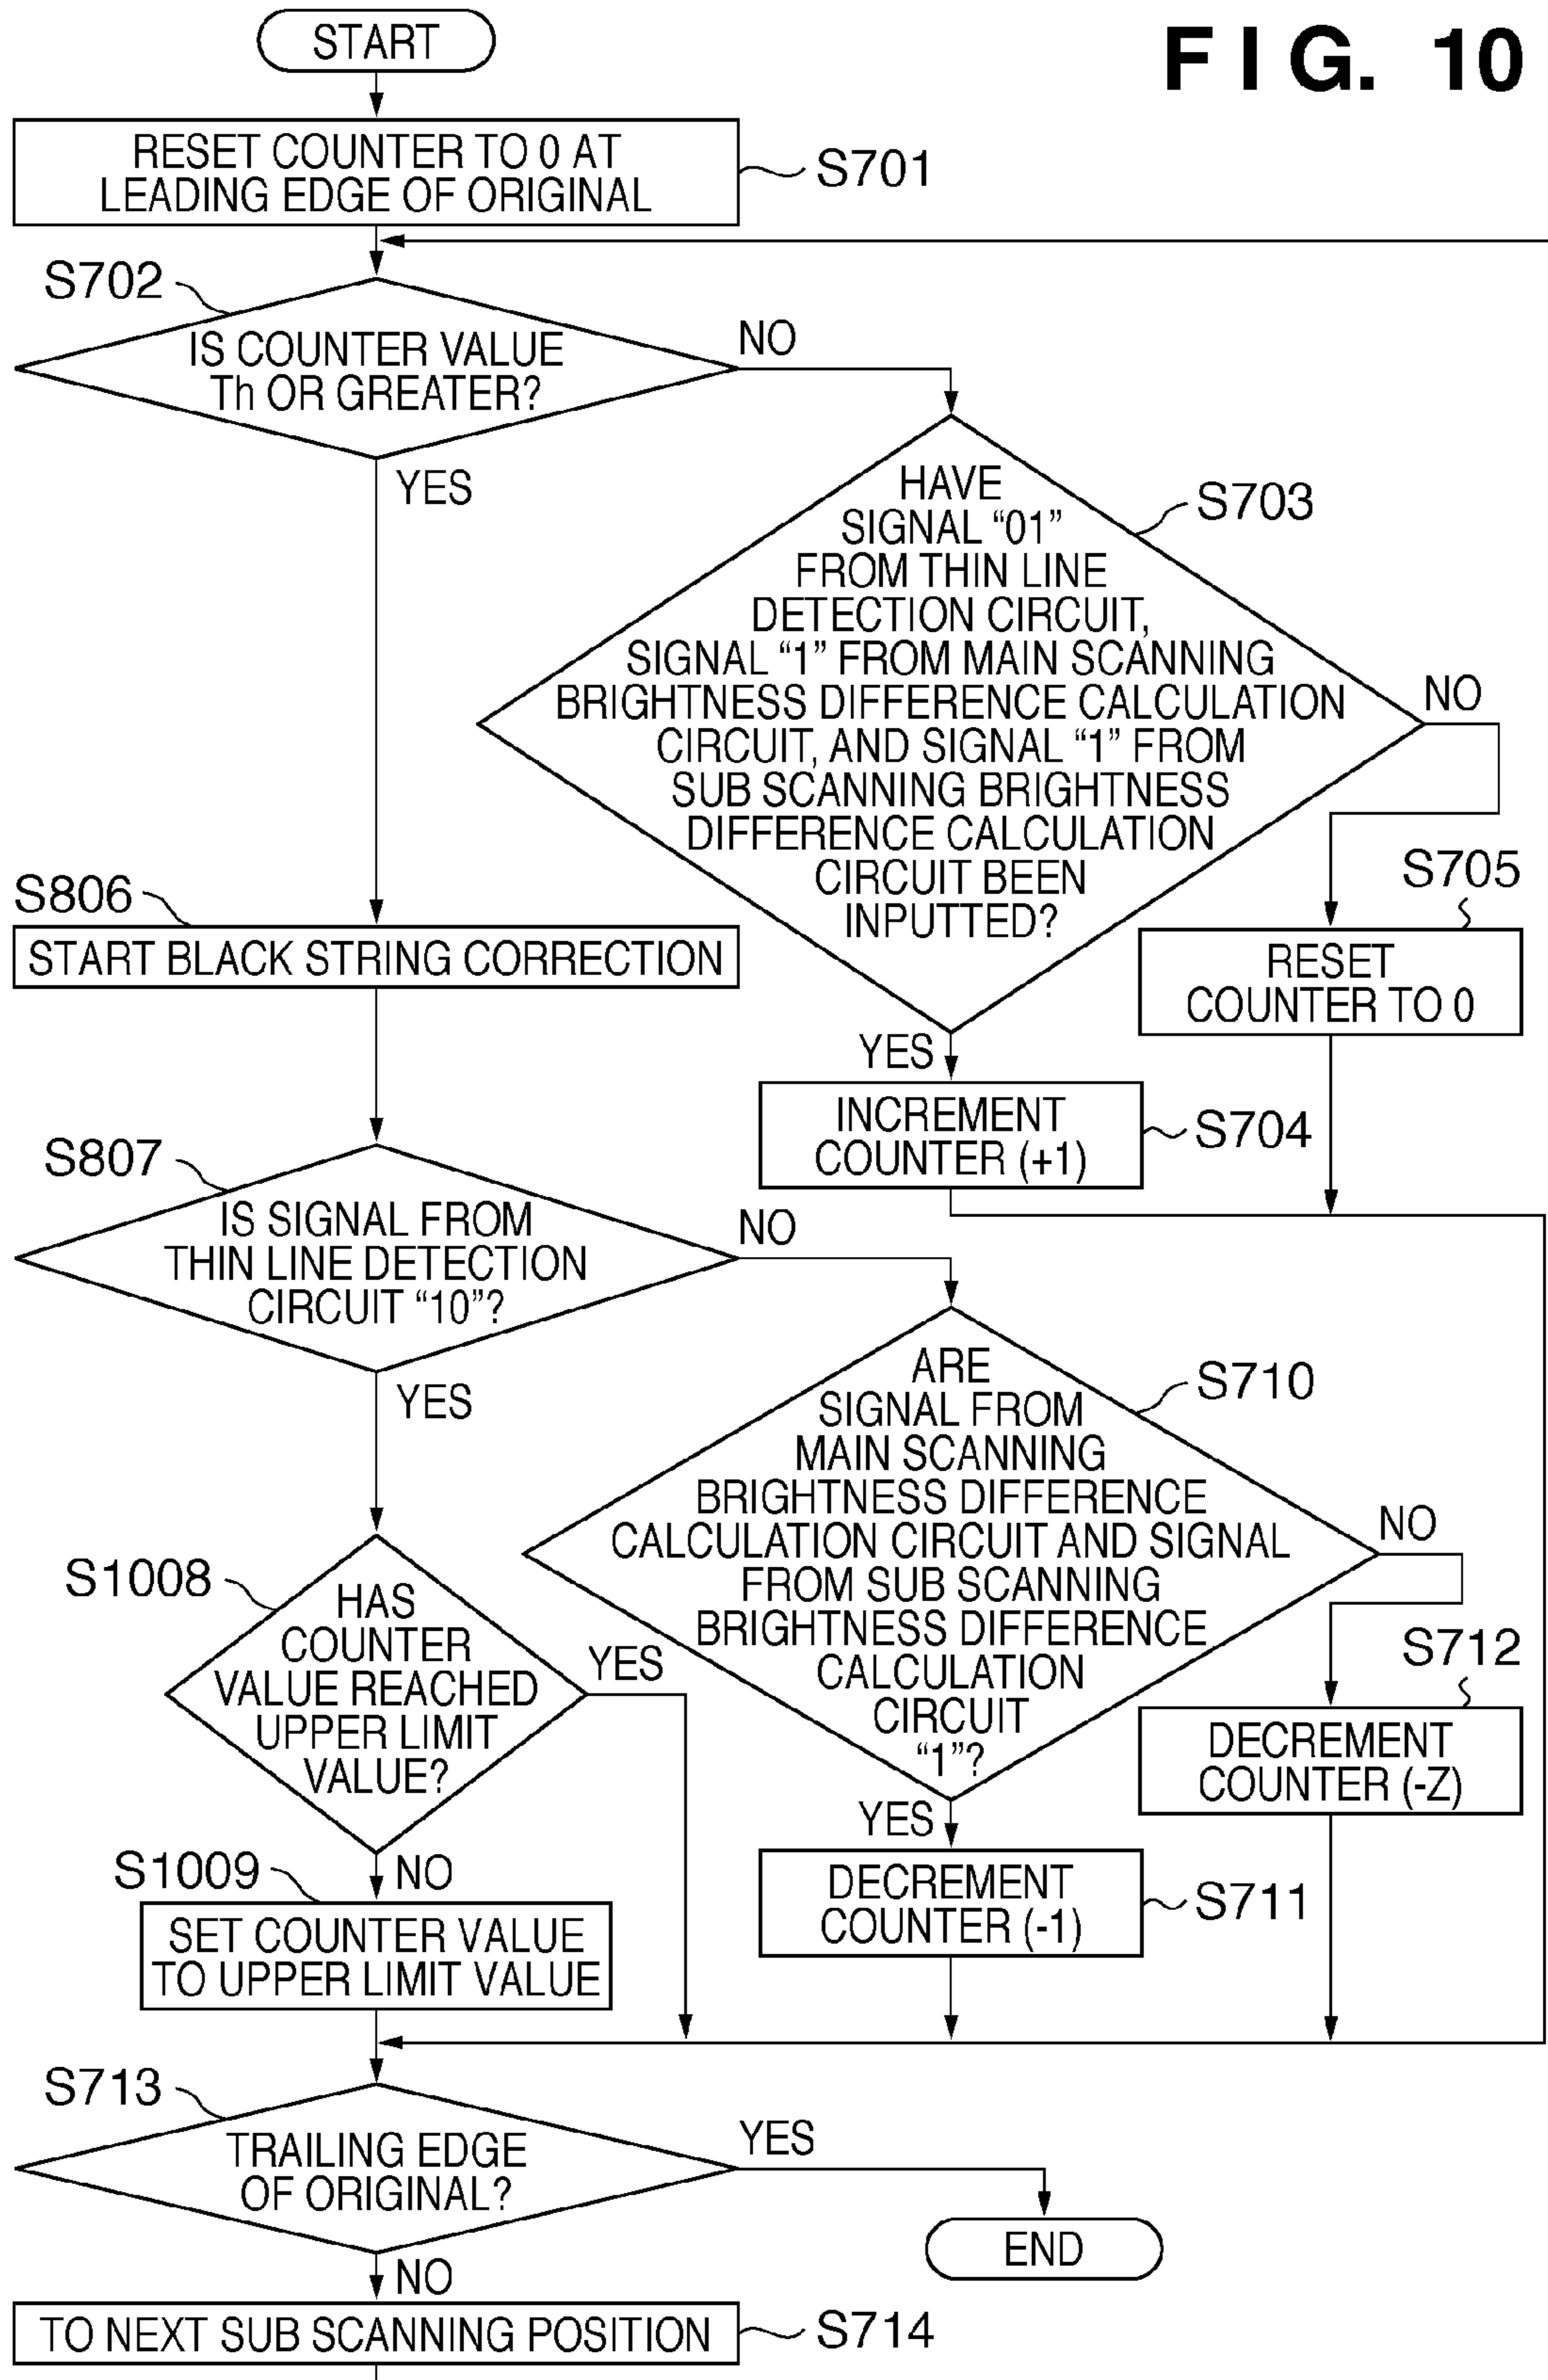 FIG. 10
START
RESET COUNTER TO 0 AT
LEADING EDGE OF ORIGINAL
S701
S702
IS COUNTER VALUE
Th OR GREATER?
NO
YES
HAVE
SIGNAL “01”
FROM THIN LINE
DETECTION CIRCUIT,
SIGNAL “1” FROM MAIN SCANNING
BRIGHTNESS DIFFERENCE CALCULATION
CIRCUIT, AND SIGNAL “1” FROM
SUB SCANNING BRIGHTNESS
DIFFERENCE CALCULATION
CIRCUIT BEEN
INPUTTED?
S703
NO
YES
S705
RESET
COUNTER TO 0
INCREMENT
COUNTER (+1)
S704
S806
START BLACK STRING CORRECTION
S807
IS SIGNAL FROM
THIN LINE DETECTION
CIRCUIT “10”?
NO
YES
ARE
SIGNAL FROM
MAIN SCANNING
BRIGHTNESS DIFFERENCE
CALCULATION CIRCUIT AND SIGNAL
FROM SUB SCANNING
BRIGHTNESS DIFFERENCE
CALCULATION
CIRCUIT
“1”?
S710
NO
YES
S712
DECREMENT
COUNTER (-Z)
DECREMENT
COUNTER (-1)
S711
S1008
HAS
COUNTER
VALUE REACHED
UPPER LIMIT
VALUE?
YES
NO
S1009
SET COUNTER VALUE
TO UPPER LIMIT VALUE
S713
TRAILING EDGE
OF ORIGINAL?
YES
END
NO
TO NEXT SUB SCANNING POSITION
S714